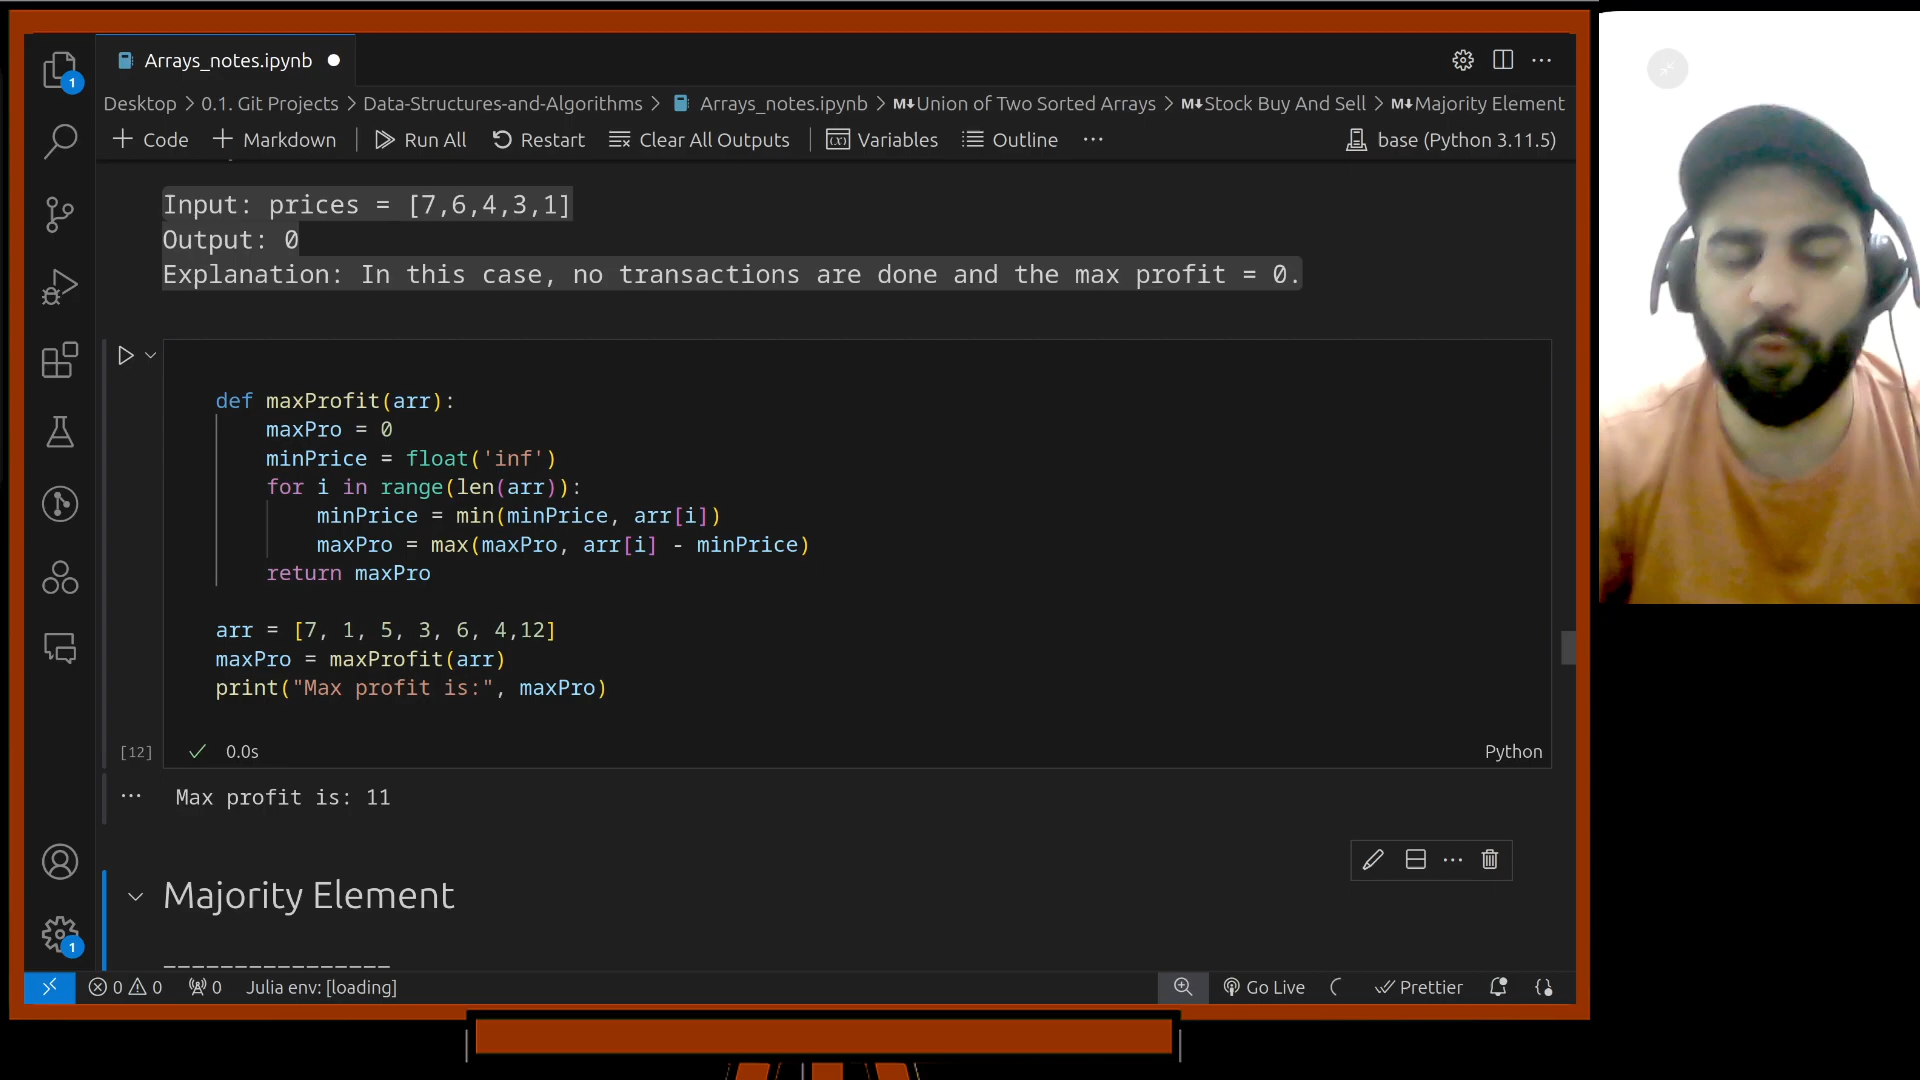 Arrays_notes.ipynb
1
Desktop > 0.1. Git Projects > Data-Structures-and-Algorithms > Arrays_notes.ipynb > M↓Union of Two Sorted Arrays > M↓Stock Buy And Sell > M↓Majority Element
+ Code + Markdown Run All Restart Clear All Outputs Variables Outline ··· base (Python 3.11.5)
Input: prices = [7,6,4,3,1]
Output: 0
Explanation: In this case, no transactions are done and the max profit = 0.
def maxProfit(arr):
maxPro = 0
minPrice = float('inf')
for i in range(len(arr)):
minPrice = min(minPrice, arr[i])
maxPro = max(maxPro, arr[i] - minPrice)
return maxPro
arr = [7, 1, 5, 3, 6, 4,12]
maxPro = maxProfit(arr)
print("Max profit is:", maxPro)
[12] 0.0s Python
··· Max profit is: 11
Majority Element
1
----------------
0 0 0 Julia env: [loading] Go Live Prettier